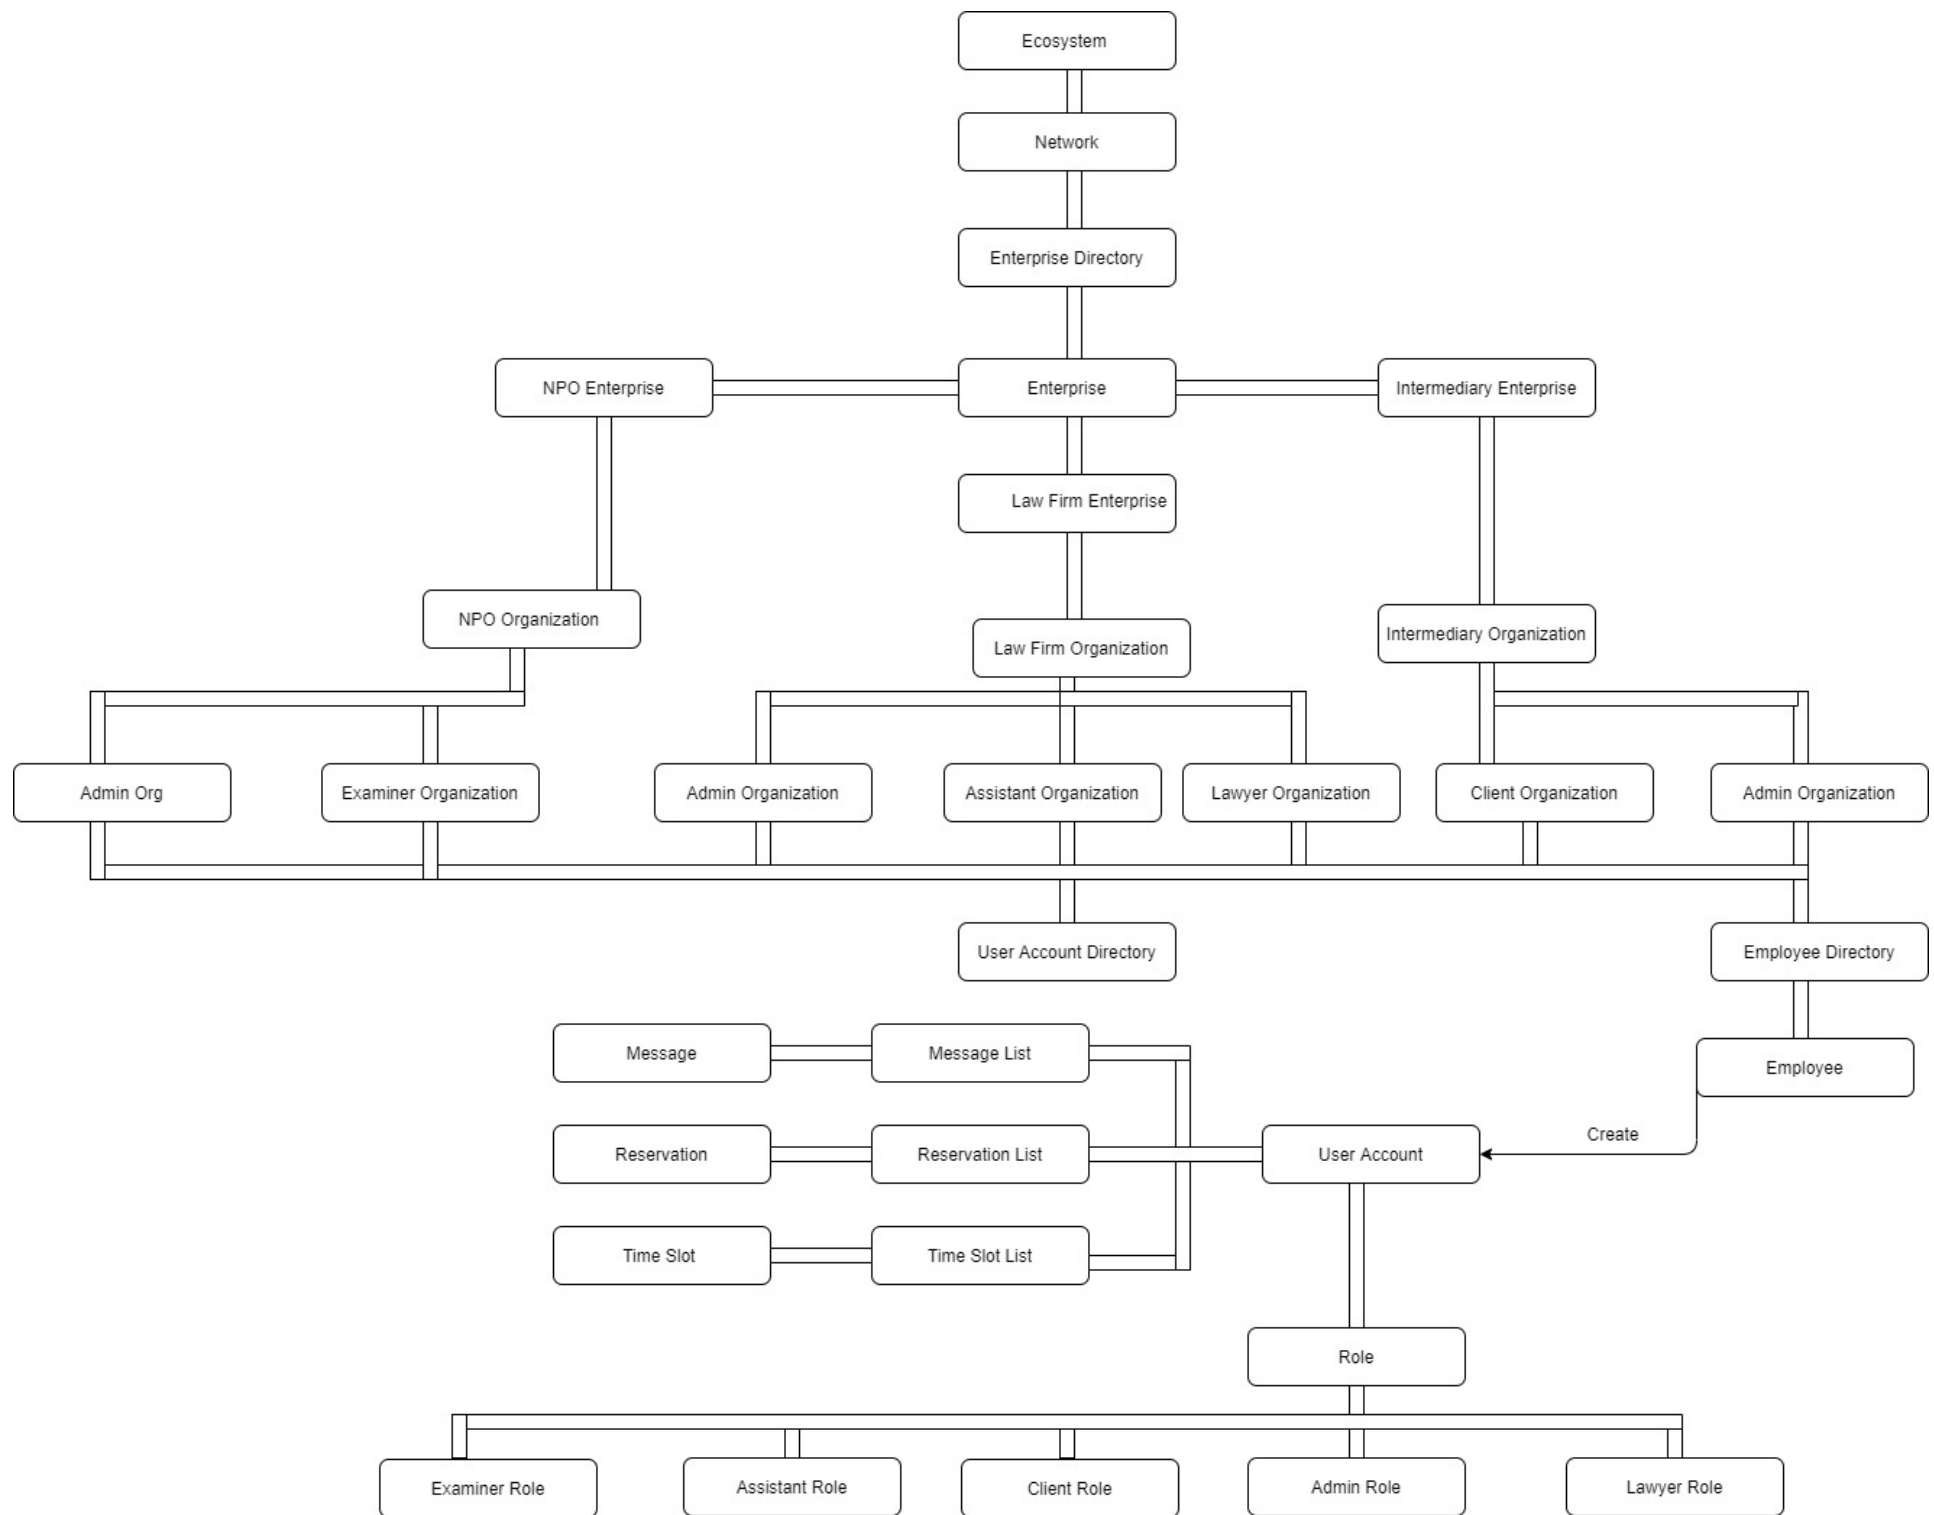 Ecosystem
Network
Enterprise Directory
NPO Enterprise
Enterprise
Intermediary Enterprise
Law Firm Enterprise
NPO Organization
Law Firm Organization
Intermediary Organization
Admin Org
Examiner Organization
Admin Organization
Assistant Organization
Lawyer Organization
Client Organization
Admin Organization
User Account Directory
Employee Directory
Message
Message List
Employee
Create
Reservation
Reservation List
User Account
Time Slot
Time Slot List
Role
Examiner Role
Assistant Role
Client Role
Admin Role
Lawyer Role